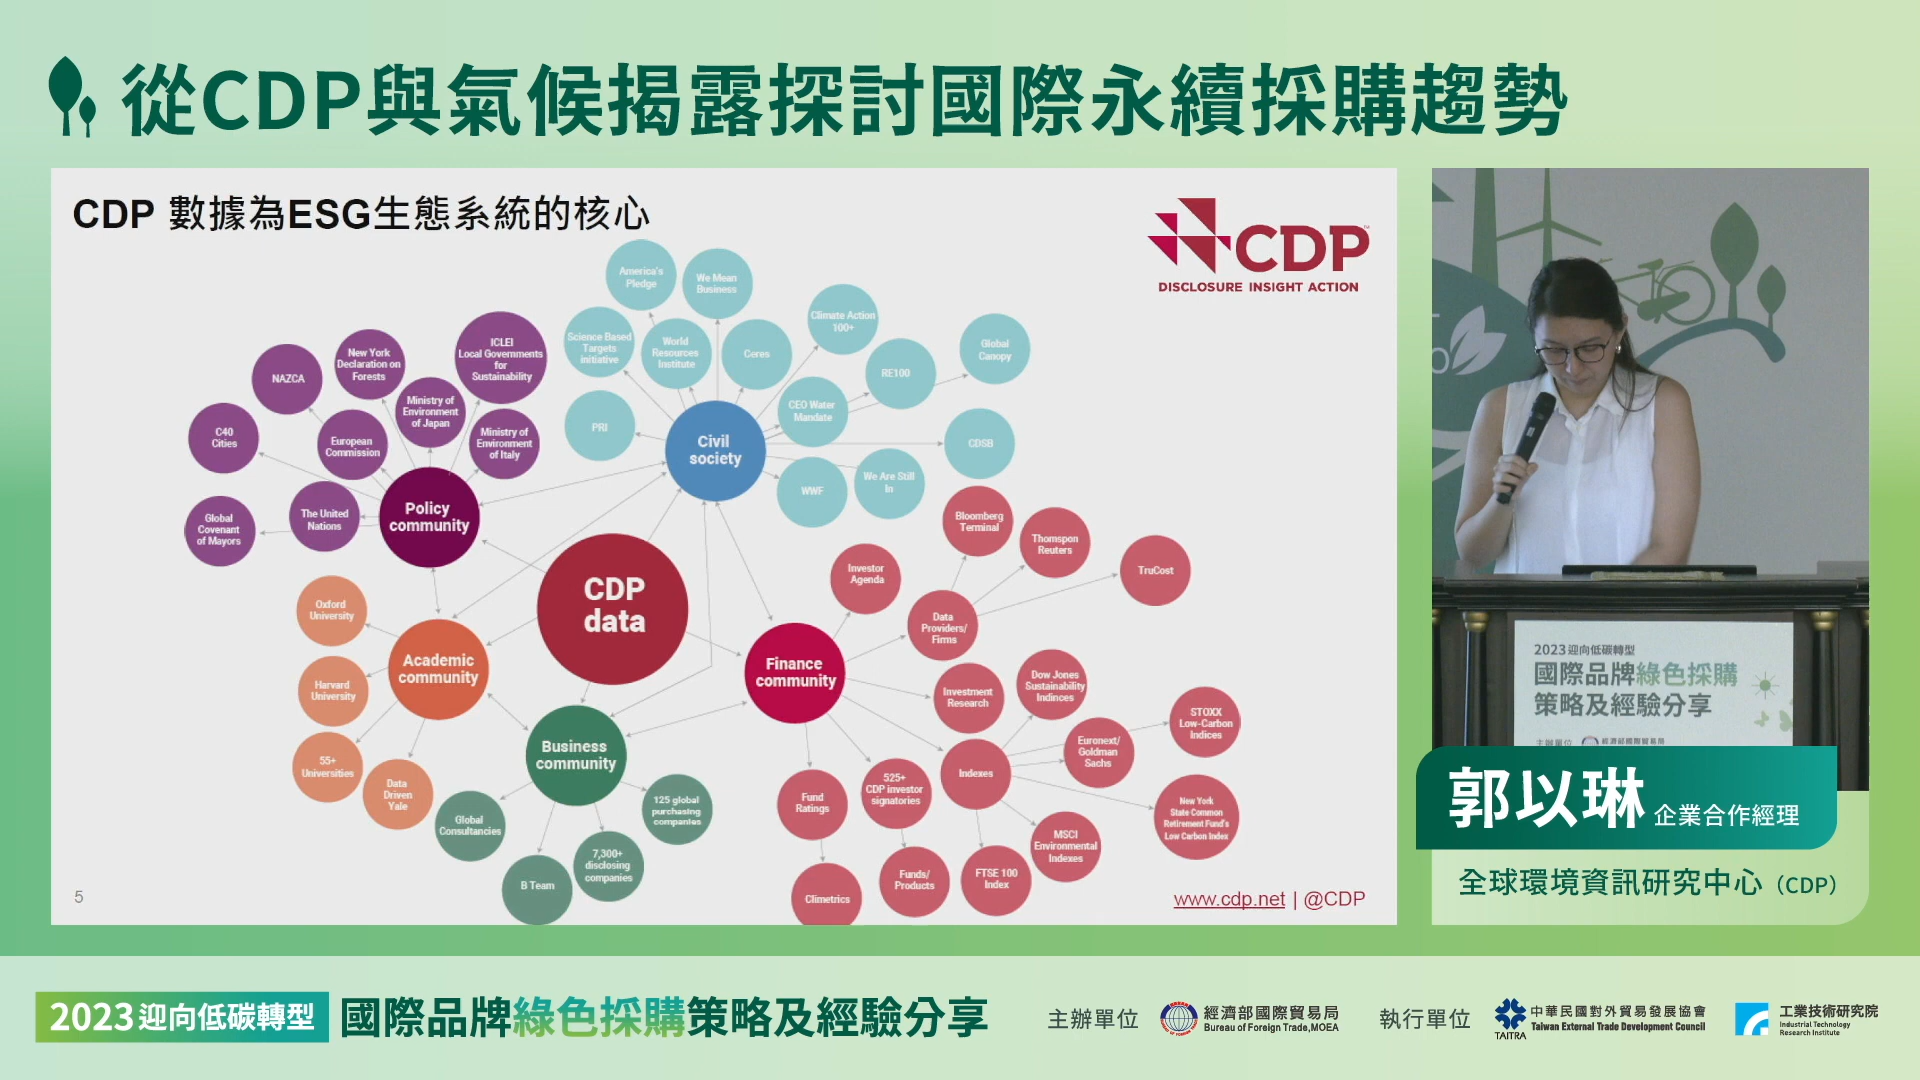 從CDP與氣候揭露探討國際永續採購趨勢
CDP 數據為ESG生態系統的核心
CDP
DISCLOSURE INSIGHT ACTION
America's
Pledge
We Mean
Business
Science Based
Targets
initiative
World
Resources
Institute
Ceres
Climate Action
100+
RE100
Global
Canopy
PRI
CEO Water
Mandate
CDSB
WWF
We Are Still
In
Civil
society
NAZCA
New York
Declaration on
Forests
ICLEI
Local Governments
for
Sustainability
C40
Cities
European
Commission
Ministry of
Environment
of Japan
Ministry of
Environment
of Italy
Global
Covenant
of Mayors
The United
Nations
Policy
community
CDP
data
Oxford
University
Harvard
University
55+
Universities
Data
Driven
Yale
Academic
community
Business
community
Global
Consultancies
B Team
7,300+
disclosing
companies
125 global
purchasing
companies
Finance
community
Investor
Agenda
Bloomberg
Terminal
Thomspon
Reuters
TruCost
Data
Providers/
Firms
Investment
Research
Dow Jones
Sustainability
Indinces
Indexes
Euronext/
Goldman
Sachs
STOXX
Low-Carbon
Indices
New York
State Common
Retirement Fund's
Low Carbon Index
MSCI
Environmental
Indexes
FTSE 100
Index
525+
CDP investor
signatories
Funds/
Products
Fund
Ratings
Climetrics
5
www.cdp.net | @CDP
2023迎向低碳轉型
國際品牌綠色採購
策略及經驗分享
主辦單位 經濟部國際貿易局
郭以琳 企業合作經理
全球環境資訊研究中心（CDP）
2023迎向低碳轉型 國際品牌綠色採購策略及經驗分享
主辦單位
經濟部國際貿易局
Bureau of Foreign Trade,MOEA
執行單位
TAITRA
中華民國對外貿易發展協會
Taiwan External Trade Development Council
工業技術研究院
Industrial Technology
Research Institute